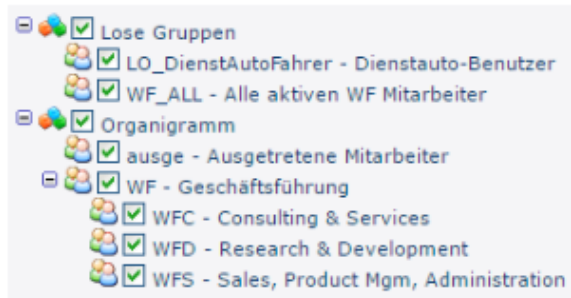 Lose Gruppen
LO_DienstAutoFahrer - Dienstauto-Benutzer
WF_ALL - Alle aktiven WF Mitarbeiter
Organigramm
ausge - Ausgetretene Mitarbeiter
WF - Geschäftsführung
WFC - Consulting & Services
WFD - Research & Development
WFS - Sales, Product Mgm, Administration